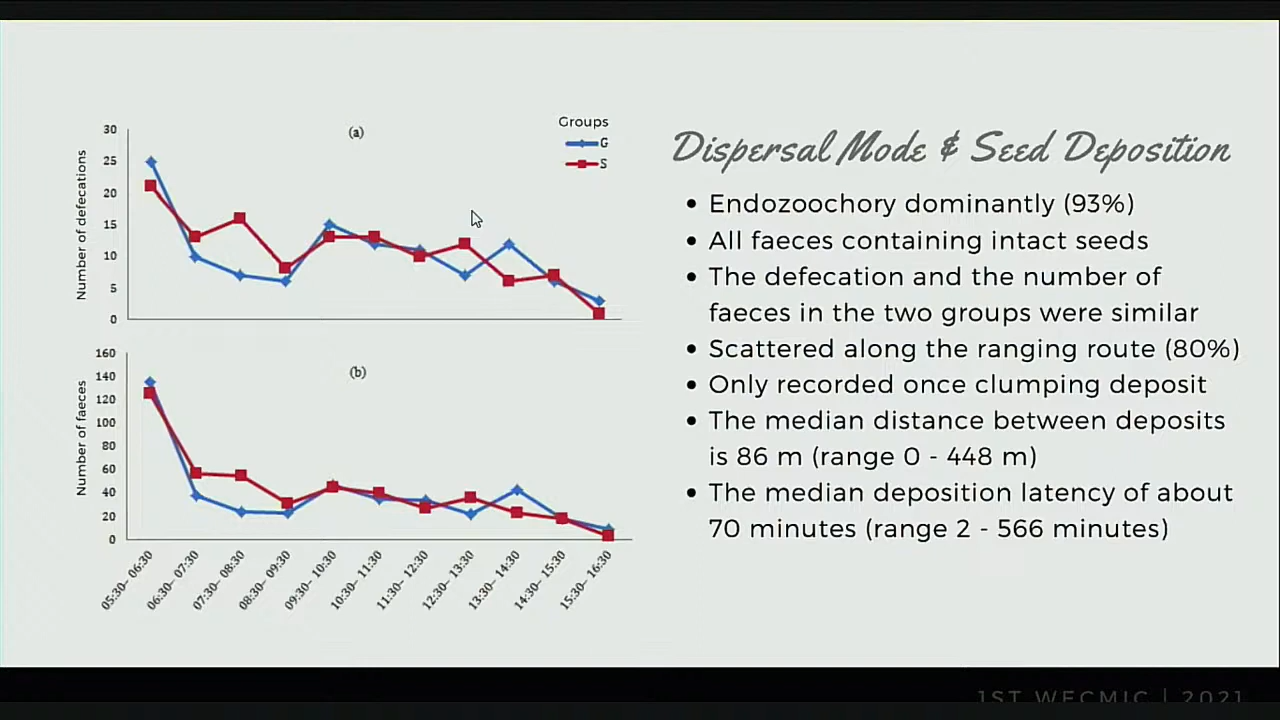 Dispersal Mode & Seed Deposition
• Endozoochory dominantly (93%)
• All faeces containing intact seeds
• The defecation and the number of
faeces in the two groups were similar
• Scattered along the ranging route (80%)
• Only recorded once clumping deposit
• The median distance between deposits
is 86 m (range 0 - 448 m)
• The median deposition latency of about
70 minutes (range 2 - 566 minutes)
(a)
Groups
G
S
Number of defecations
30
25
20
15
10
5
0
(b)
Number of faeces
160
140
120
100
80
60
40
20
0
05:30– 06:30
06:30– 07:30
07:30– 08:30
08:30– 09:30
09:30– 10:30
10:30– 11:30
11:30– 12:30
12:30– 13:30
13:30– 14:30
14:30– 15:30
15:30– 16:30
1ST WECMIC | 2021